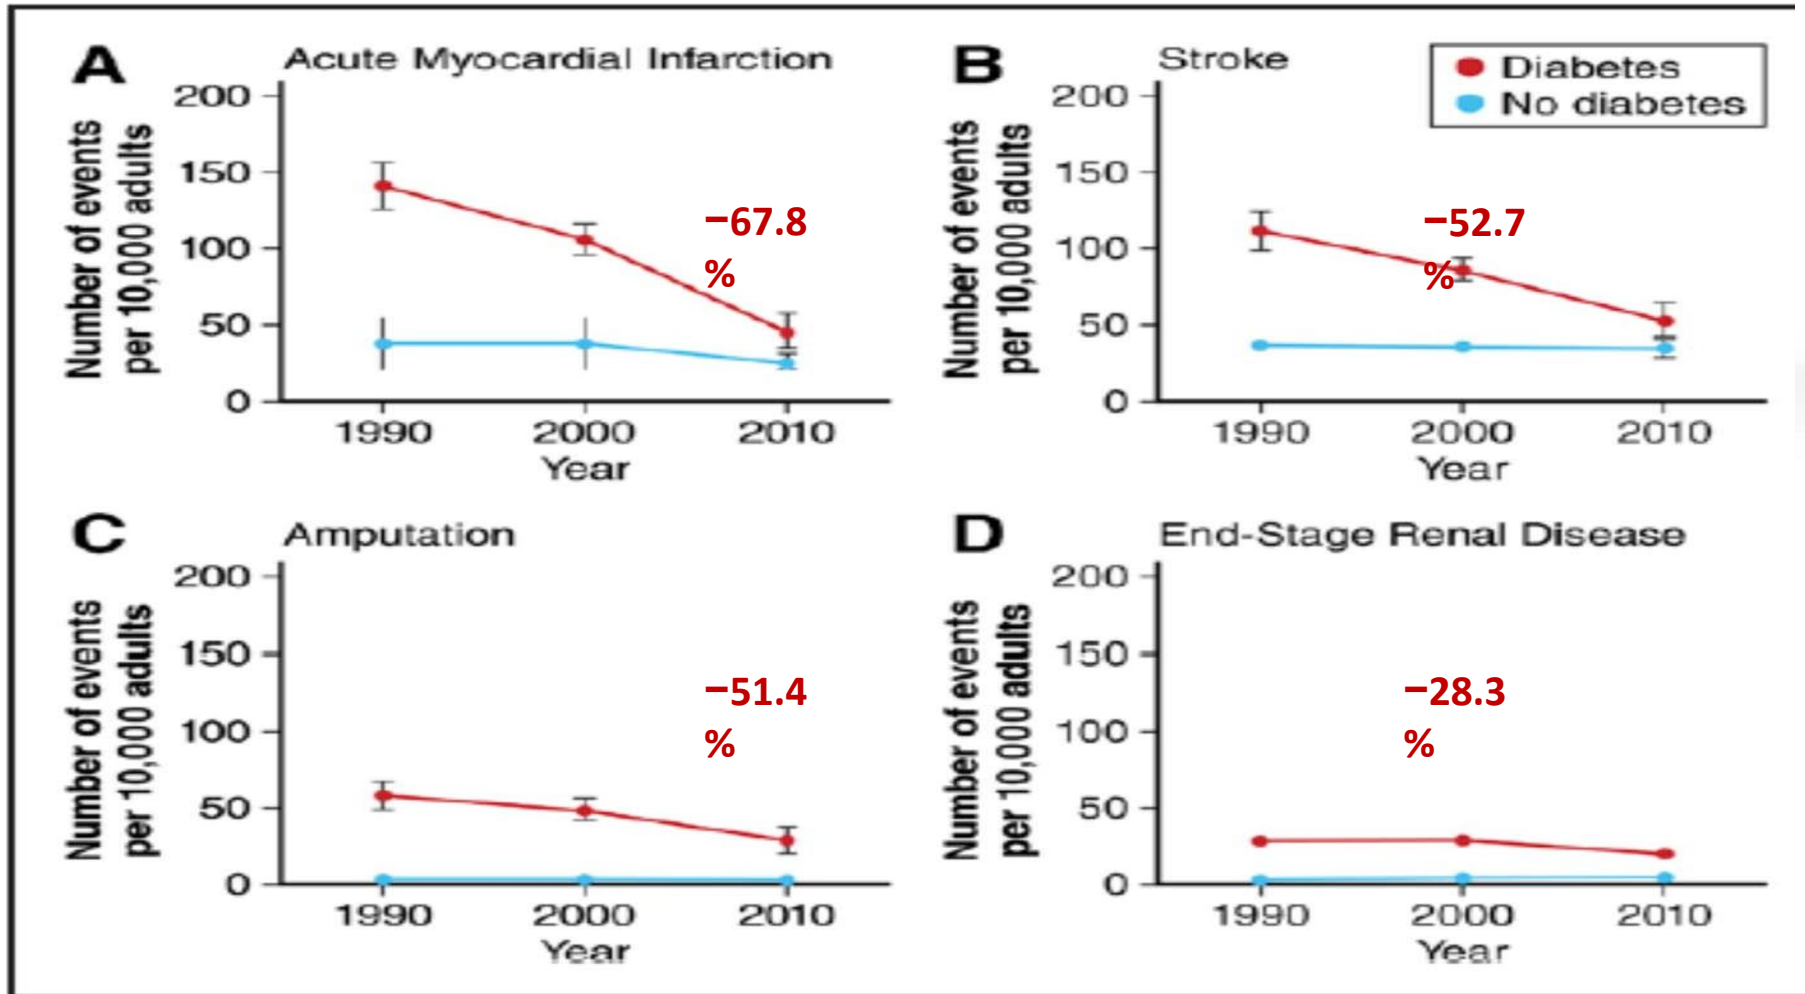 A
Acute Myocardial Infarction
Number of events
per 10,000 adults
200
150
100
50
0
−67.8
%
1990
2000
2010
Year
B
Stroke
Diabetes
No diabetes
Number of events
per 10,000 adults
200
150
100
50
0
−52.7
%
1990
2000
2010
Year
C
Amputation
Number of events
per 10,000 adults
200
150
100
50
0
−51.4
%
1990
2000
2010
Year
D
End-Stage Renal Disease
Number of events
per 10,000 adults
200
150
100
50
0
−28.3
%
1990
2000
2010
Year